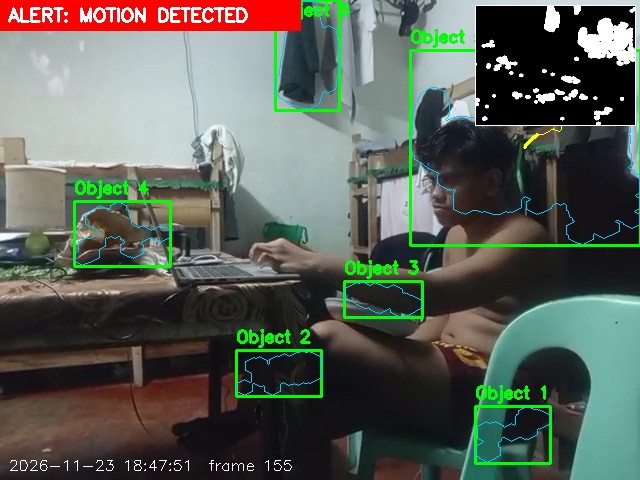 ALERT: MOTION DETECTED
Object
Object 4
Object 3
Object 2
Object 1
2026-11-23 18:47:51 frame 155